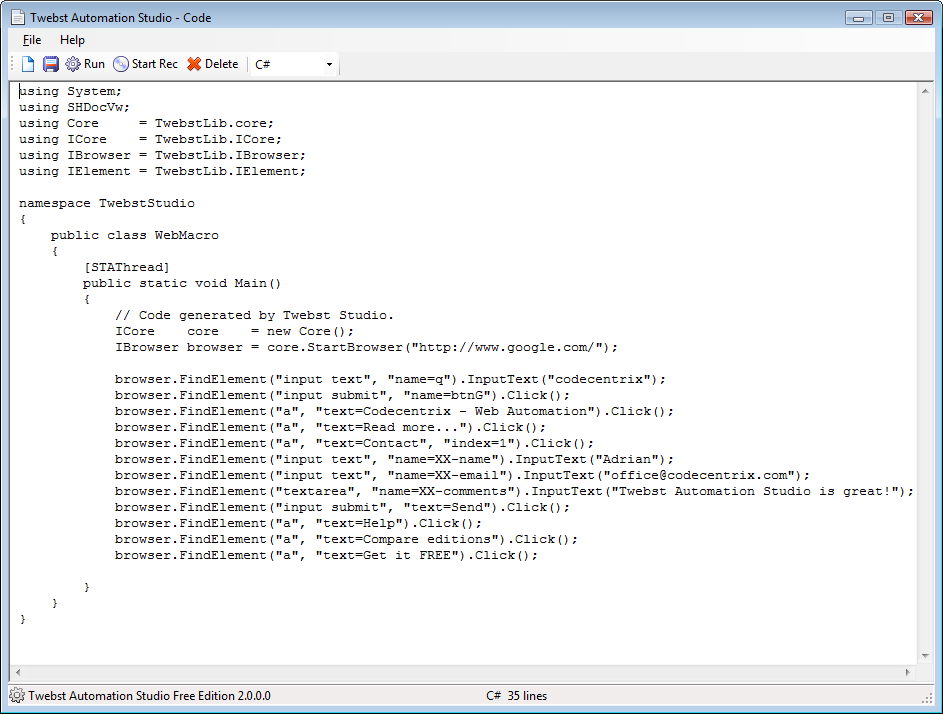 Twebst Automation Studio - Code
File Help
Run Start Rec Delete C#
using System;
using SHDocVw;
using Core     = TwebstLib.core;
using ICore    = TwebstLib.ICore;
using IBrowser = TwebstLib.IBrowser;
using IElement = TwebstLib.IElement;
namespace TwebstStudio
{
    public class WebMacro
    {
        [STAThread]
        public static void Main()
        {
            // Code generated by Twebst Studio.
            ICore    core    = new Core();
            IBrowser browser = core.StartBrowser("http://www.google.com/");
            browser.FindElement("input text", "name=q").InputText("codecentrix");
            browser.FindElement("input submit", "name=btnG").Click();
            browser.FindElement("a", "text=Codecentrix - Web Automation").Click();
            browser.FindElement("a", "text=Read more...").Click();
            browser.FindElement("a", "text=Contact", "index=1").Click();
            browser.FindElement("input text", "name=XX-name").InputText("Adrian");
            browser.FindElement("input text", "name=XX-email").InputText("office@codecentrix.com");
            browser.FindElement("textarea", "name=XX-comments").InputText("Twebst Automation Studio is great!");
            browser.FindElement("input submit", "text=Send").Click();
            browser.FindElement("a", "text=Help").Click();
            browser.FindElement("a", "text=Compare editions").Click();
            browser.FindElement("a", "text=Get it FREE").Click();
        }
    }
}
Twebst Automation Studio Free Edition 2.0.0.0 C# 35 lines